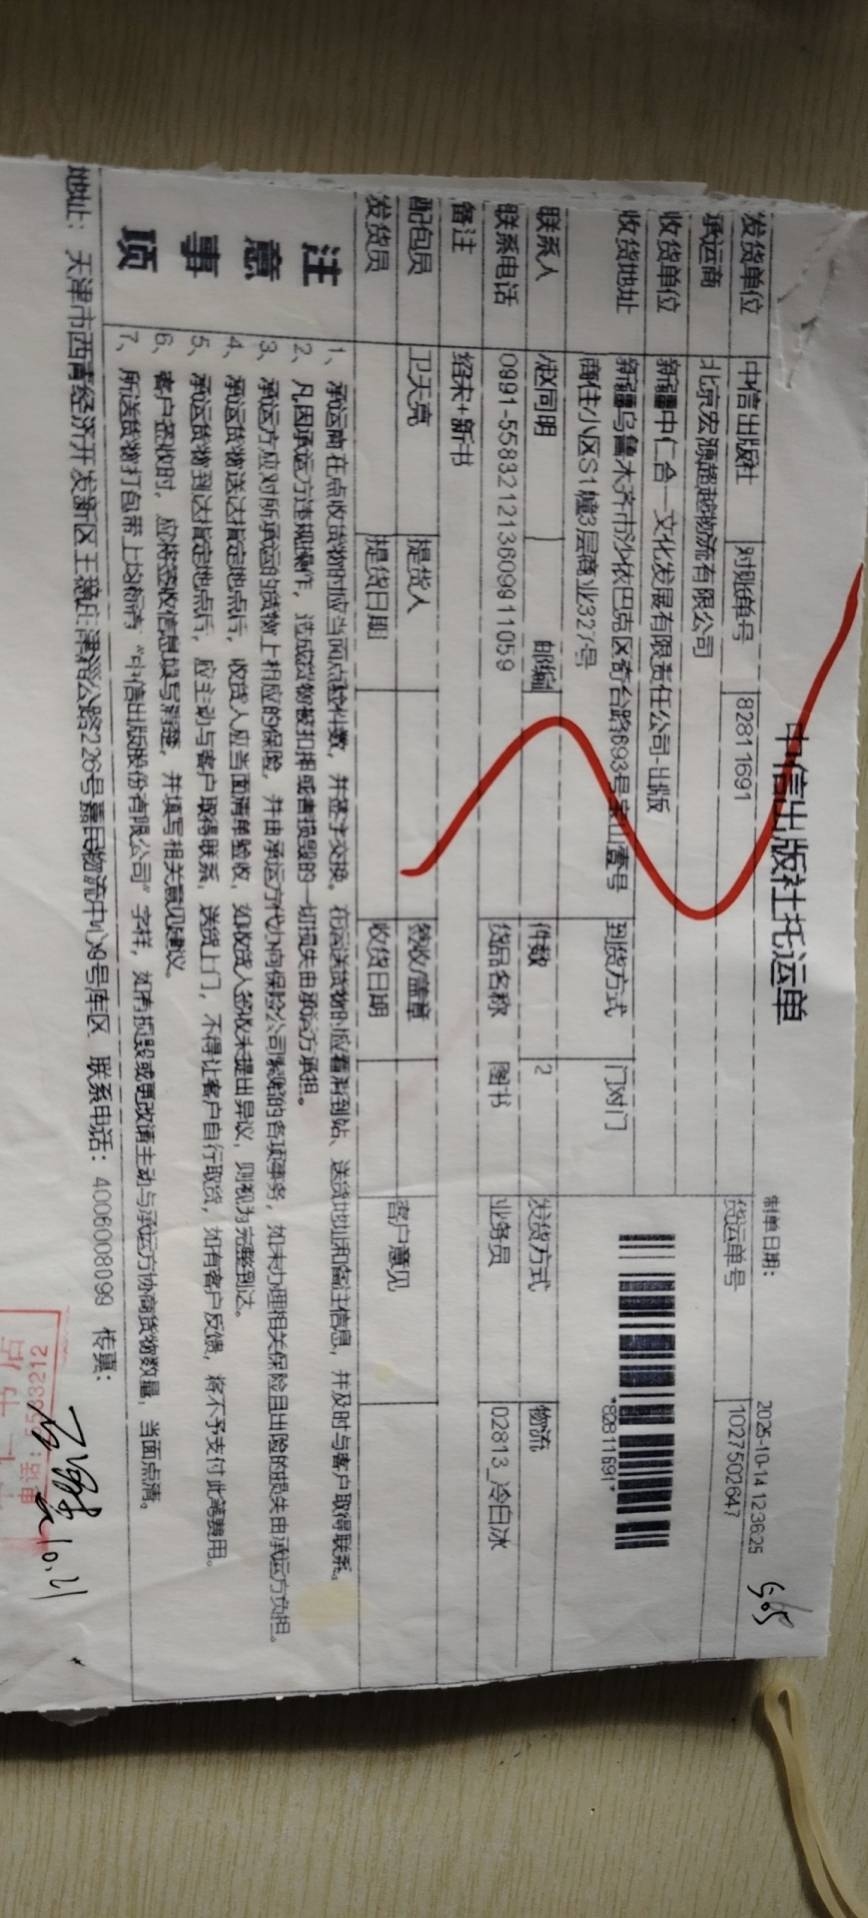 中信出版社托运单
制单日期： 2025-10-14 12:36:25
发货单位 中信出版社 对账单号 82811691 货运单号 1027502647
承运商 北京宏源超越物流有限公司
收货单位 新疆中仁合一文化发展有限责任公司-出版
*82811691*
收货地址 新疆乌鲁木齐市沙依巴克区奇台路693号宝山壹号 到货方式 门对门
商住小区S1幢3层商业327号
联系人 赵同明 邮编 件数 2 发货方式 物流
联系电话 0991-558321213609911059 货品名称 图书 业务员 02813_冷白冰
备注 绍宋+新书
配包员 卫天亮 提货人 签收/盖章 客户意见
发货员 提货日期 收货日期
注意事项
1、承运商在点收货物时应当面点验件数，并签字交换。在运送货物时应看清到站、送货地址和备注信息，并及时与客户取得联系。
2、凡因承运方违规操作，造成货物被扣押或者损毁的一切损失由承运方承担。
3、承运方应对所承运的货物上相应的保险，并由承运方代办向保险公司索赔的各项事务，如未办理相关保险且出险的损失由承运方负担。
4、承运货物送达指定地点后，收货人应当面清单验收，如收货人签收未提出异议，则视为完整到达。
5、承运货物到达指定地点后，应主动与客户取得联系，送货上门，不得让客户自行取货，如有客户反馈，将不予支付此笔费用。
6、客户签收时，应将签收信息填写清楚，并填写相关意见建议。
7、所送货物打包带上均标有“中信出版股份有限公司”字样，如有损毁或更改请主动与承运方协商货物数量，当面点清。
地址： 天津市西青经济开发新区王稳庄津淄公路226号嘉民物流中心9号库区 联系电话：4006008099 传真：
书店
电话：5583212
10.21